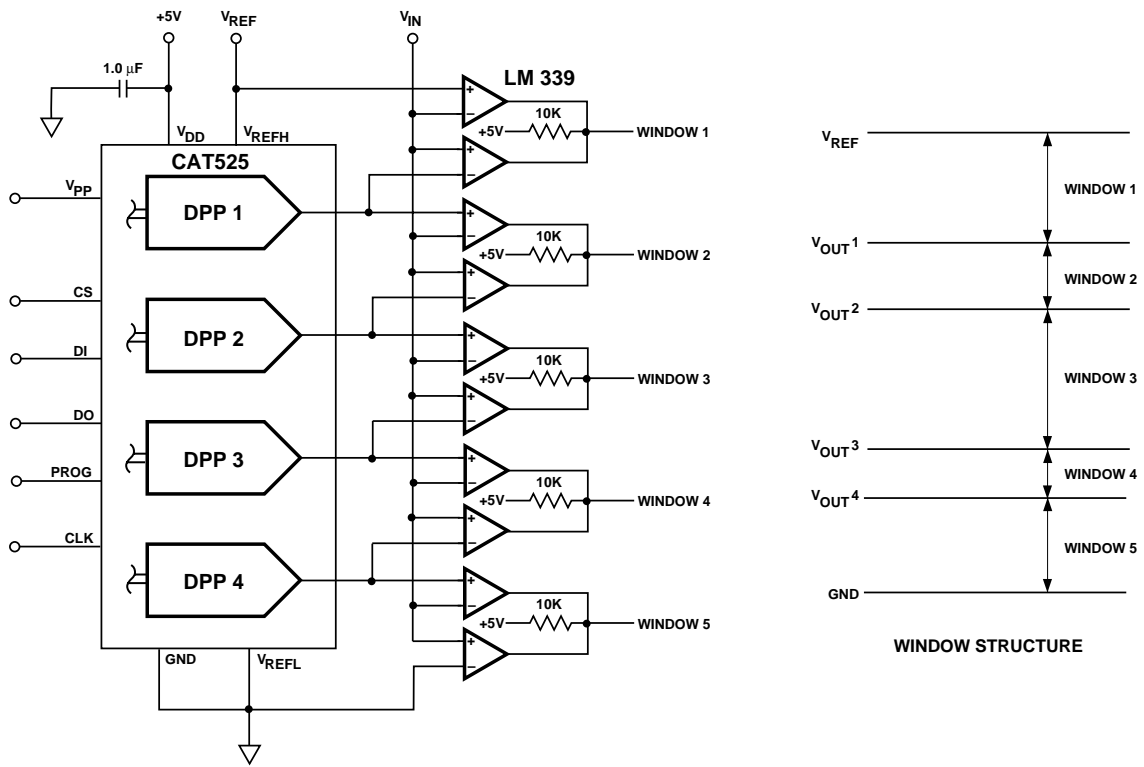 +5V
VREF
VIN
1.0 µF
LM 339
VDD
VREFH
CAT525
VPP
CS
DI
DO
PROG
CLK
DPP 1
DPP 2
DPP 3
DPP 4
GND
VREFL
+
–
+
–
10K
+5V
WINDOW 1
+
–
+
–
10K
+5V
WINDOW 2
+
–
+
–
10K
+5V
WINDOW 3
+
–
+
–
10K
+5V
WINDOW 4
+
–
+
–
10K
+5V
WINDOW 5
VREF
WINDOW 1
VOUT1
WINDOW 2
VOUT2
WINDOW 3
VOUT3
WINDOW 4
VOUT4
WINDOW 5
GND
WINDOW STRUCTURE